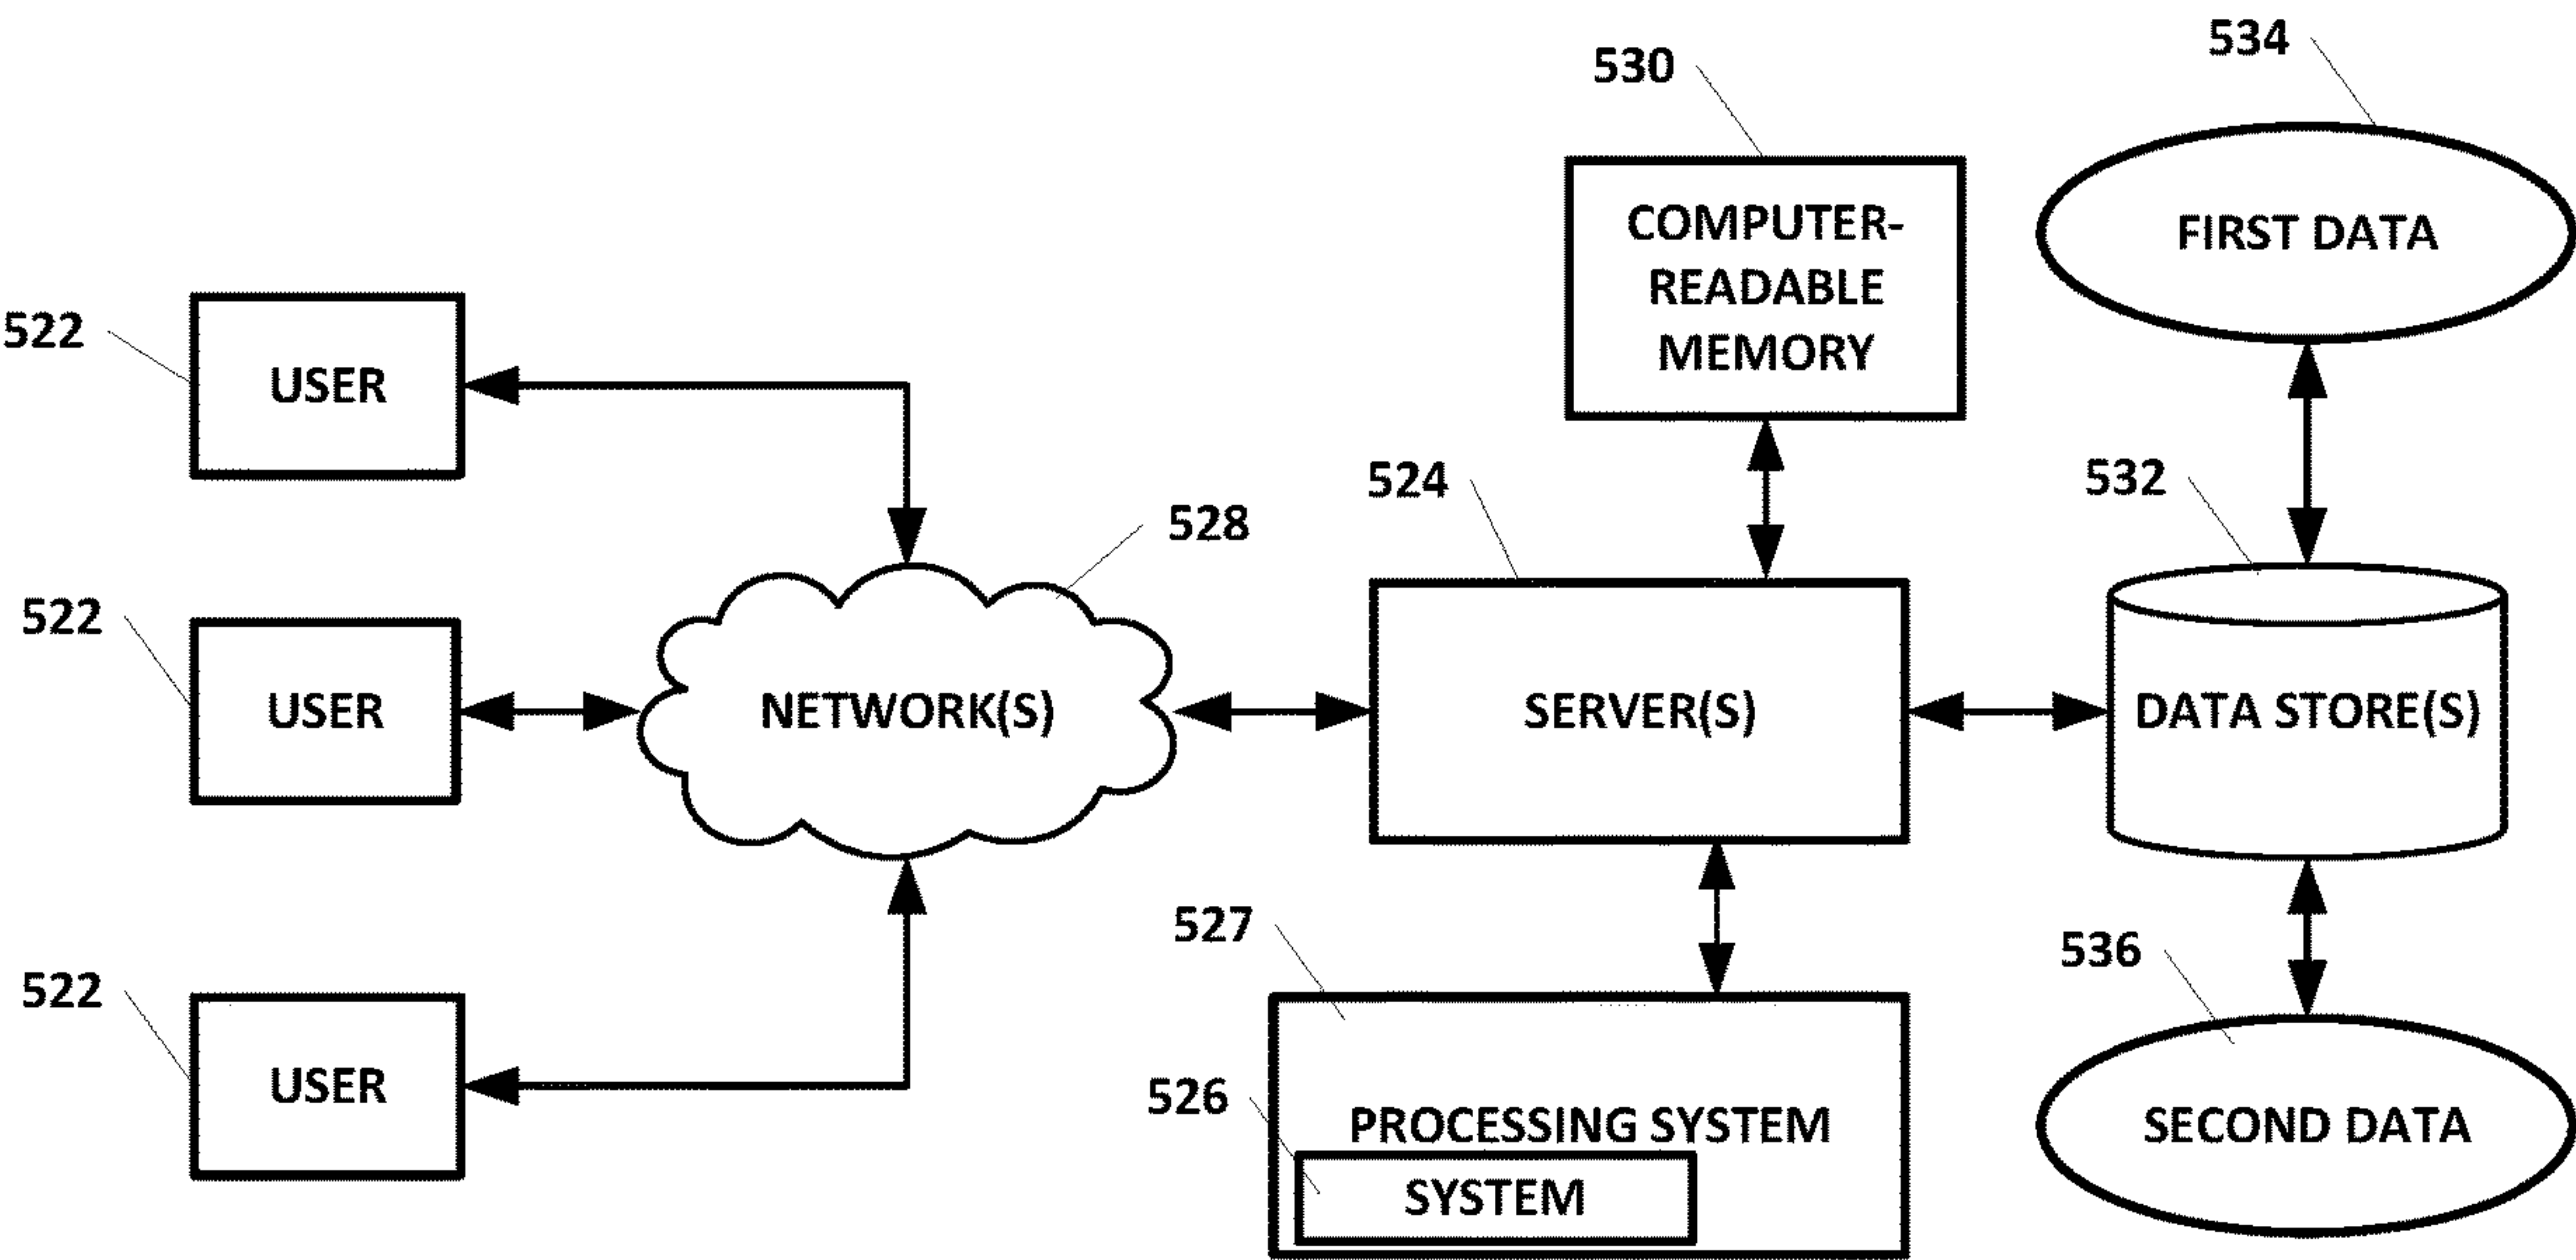 534
530
COMPUTER-
READABLE
MEMORY
FIRST DATA
522
USER
524
532
528
522
USER
NETWORK(S)
SERVER(S)
DATA STORE(S)
527
536
522
USER
526
PROCESSING SYSTEM
SYSTEM
SECOND DATA